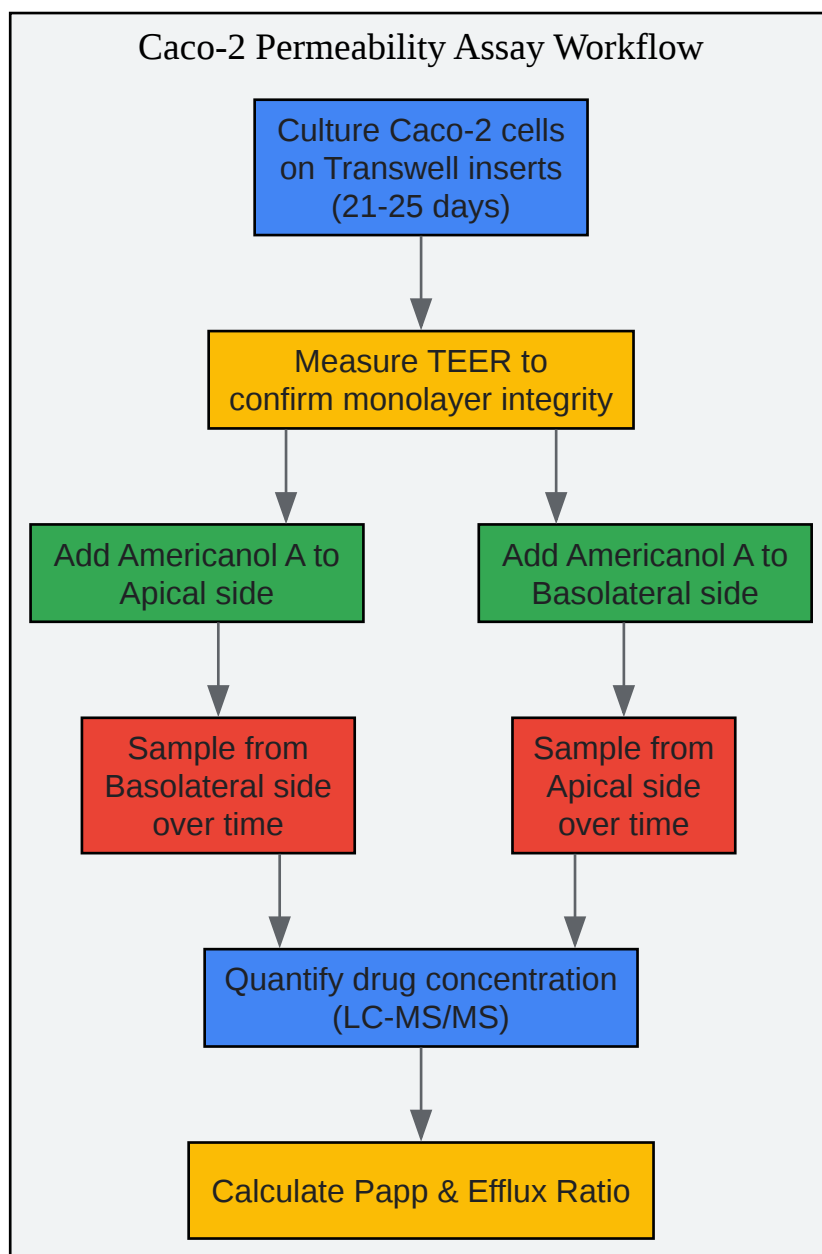 Caco-2 Permeability Assay Workflow
Culture Caco-2 cells
on Transwell inserts
(21-25 days)
Measure TEER to
confirm monolayer integrity
Add Americanol A to
Apical side
Add Americanol A to
Basolateral side
Sample from
Basolateral side
over time
Sample from
Apical side
over time
Quantify drug concentration
(LC-MS/MS)
Calculate Papp & Efflux Ratio